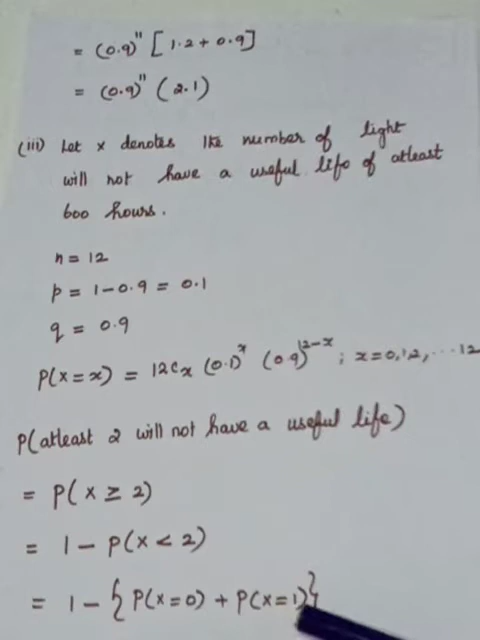 = (0.9)¹¹ [1.2 + 0.9]
= (0.9)¹¹ (2.1)
(iii) Let x denotes the number of light
will not have a useful life of atleast
600 hours.
n = 12
p = 1 - 0.9 = 0.1
q = 0.9
P(x = x) = 12Cₓ (0.1)ˣ (0.9)¹²⁻ˣ ; x = 0,1,2, ... 12
P(atleast 2 will not have a useful life)
= P(x ≥ 2)
= 1 - P(x < 2)
= 1 - {P(x=0) + P(x=1)}